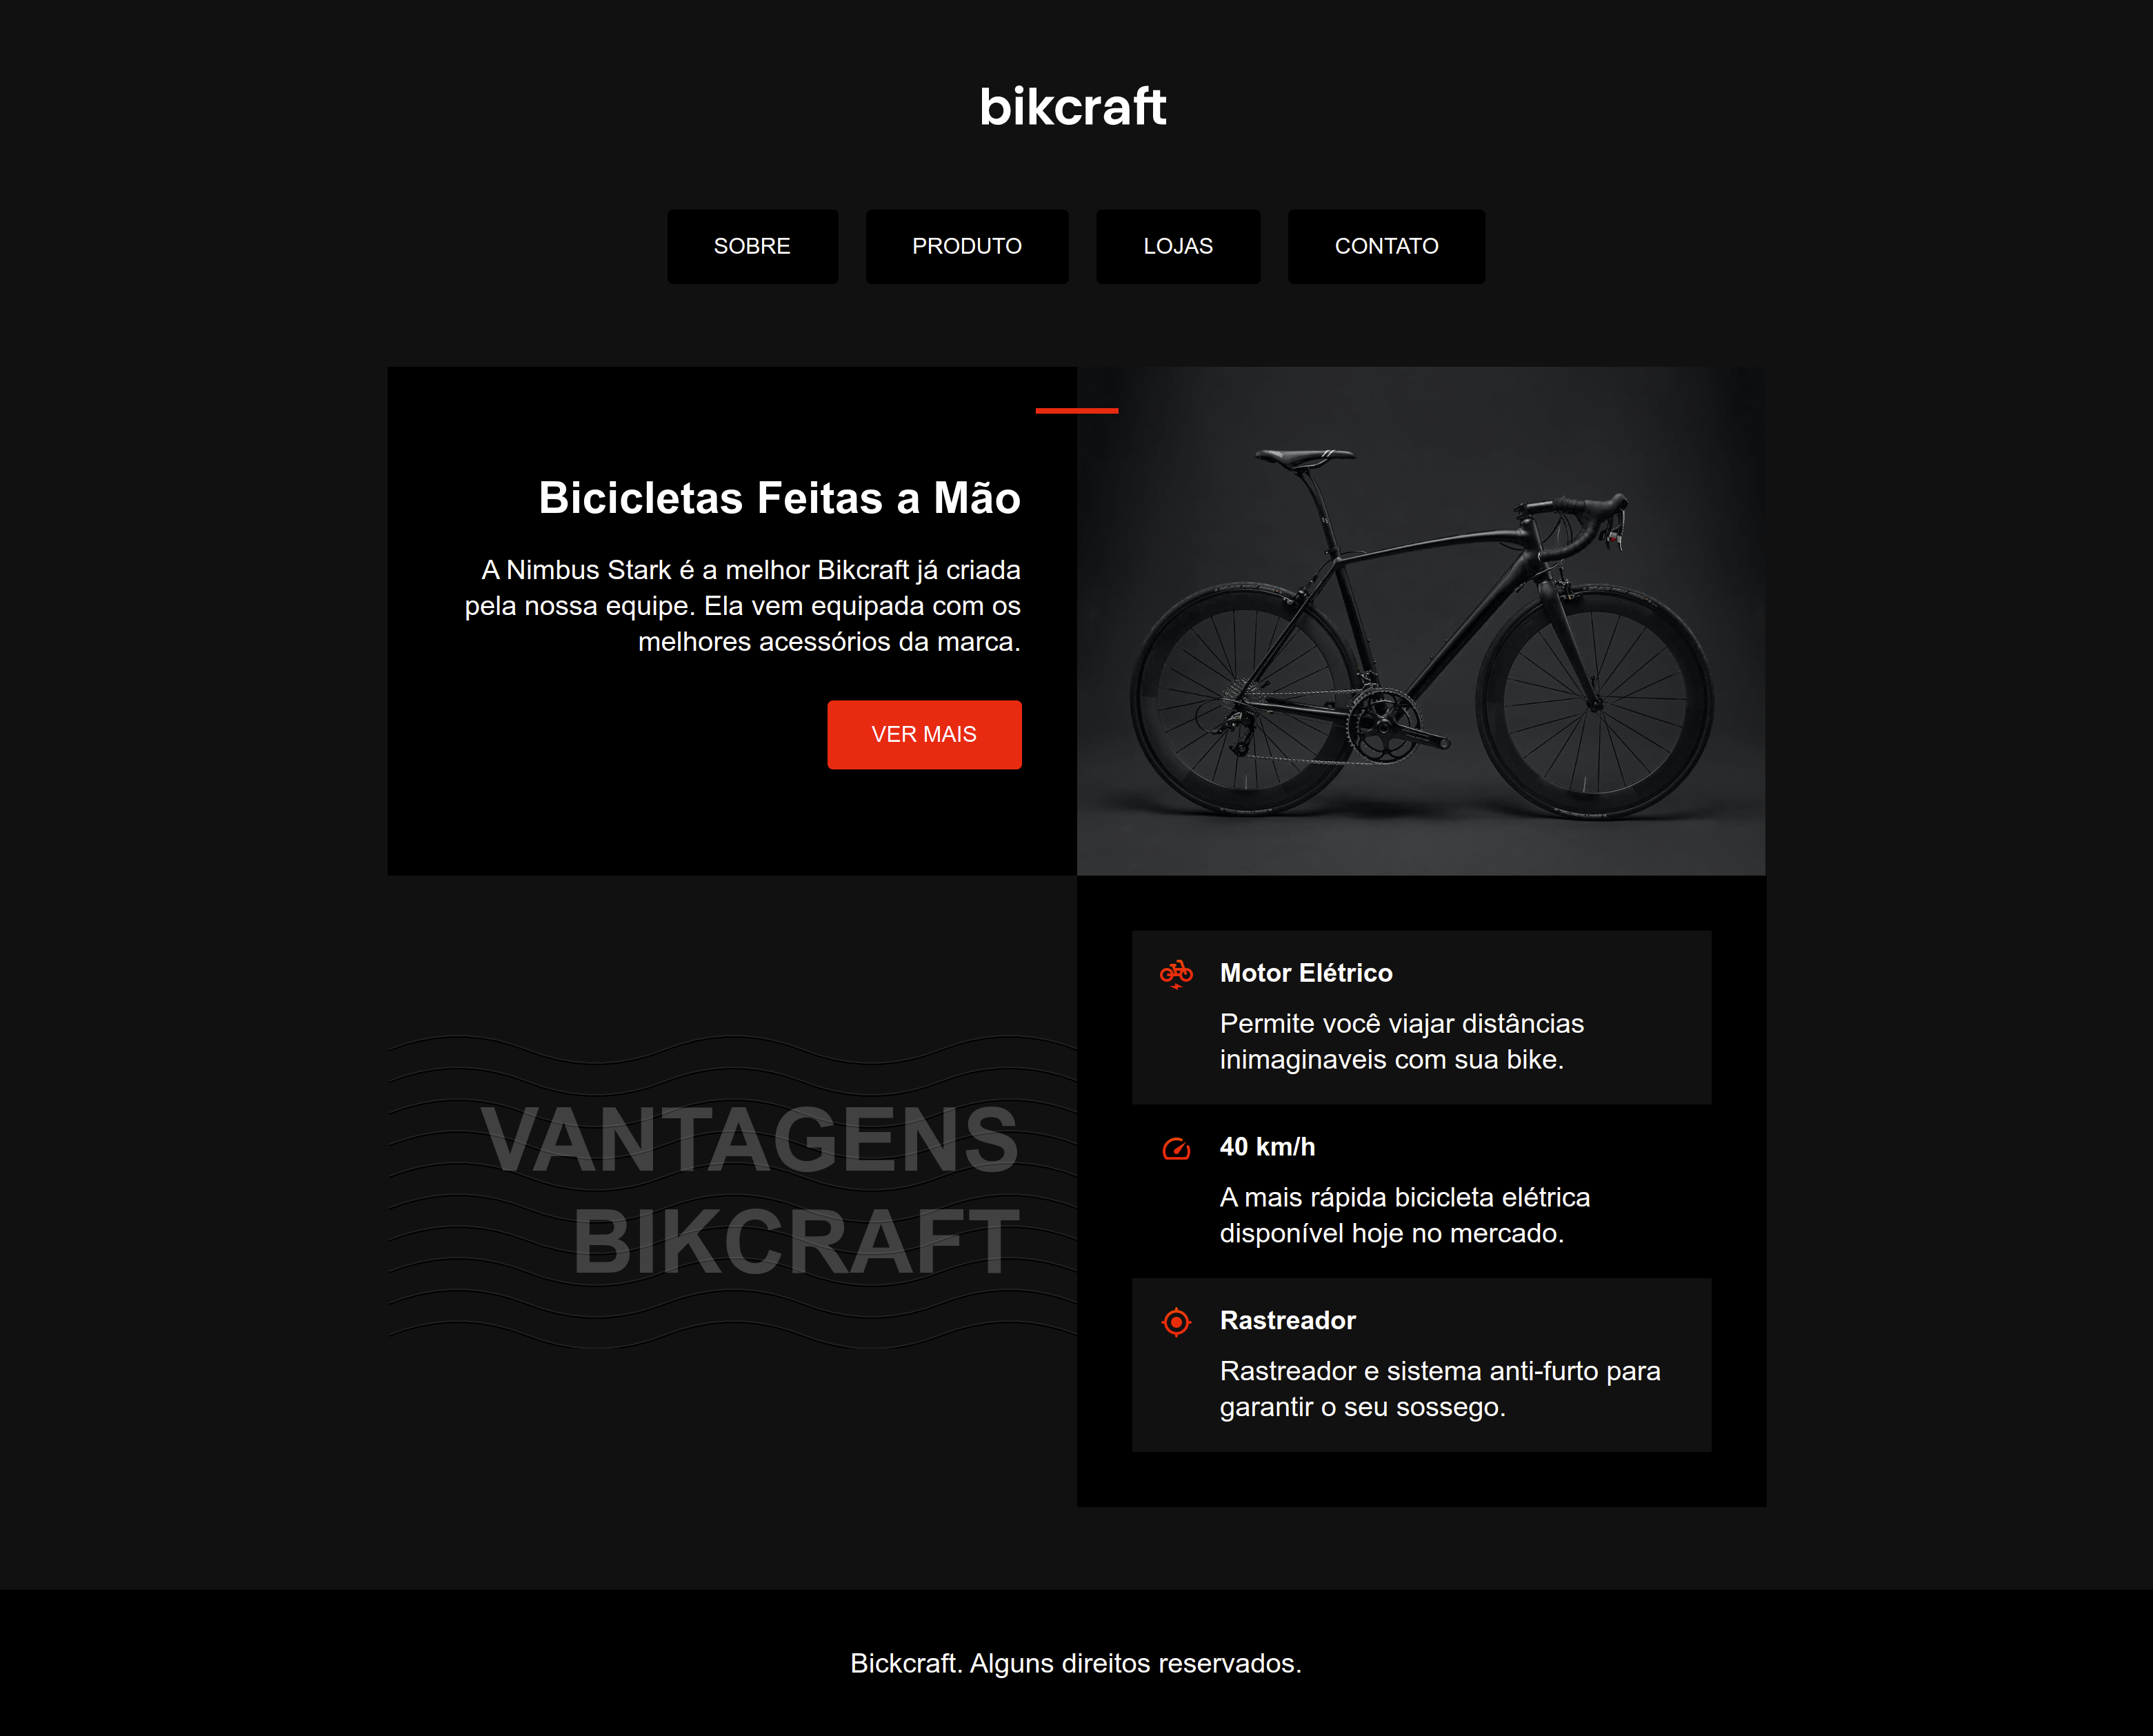 bikcraft
SOBRE
PRODUTO
LOJAS
CONTATO
Bicicletas Feitas a Mão
A Nimbus Stark é a melhor Bikcraft já criada
pela nossa equipe. Ela vem equipada com os
melhores acessórios da marca.
VER MAIS
VANTAGENS
BIKCRAFT
Motor Elétrico
Permite você viajar distâncias
inimaginaveis com sua bike.
40 km/h
A mais rápida bicicleta elétrica
disponível hoje no mercado.
Rastreador
Rastreador e sistema anti-furto para
garantir o seu sossego.
Bickcraft. Alguns direitos reservados.